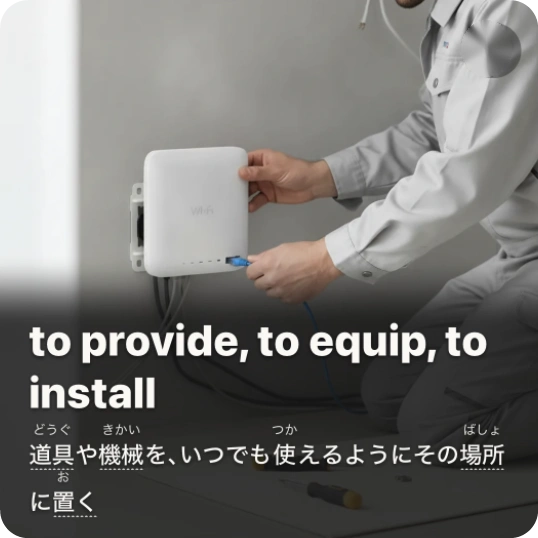 Wi-Fi
to provide, to equip, to
install
どうぐ きかい つか ばしょ
道具や機械を、いつでも使えるようにその場所
お
に置く